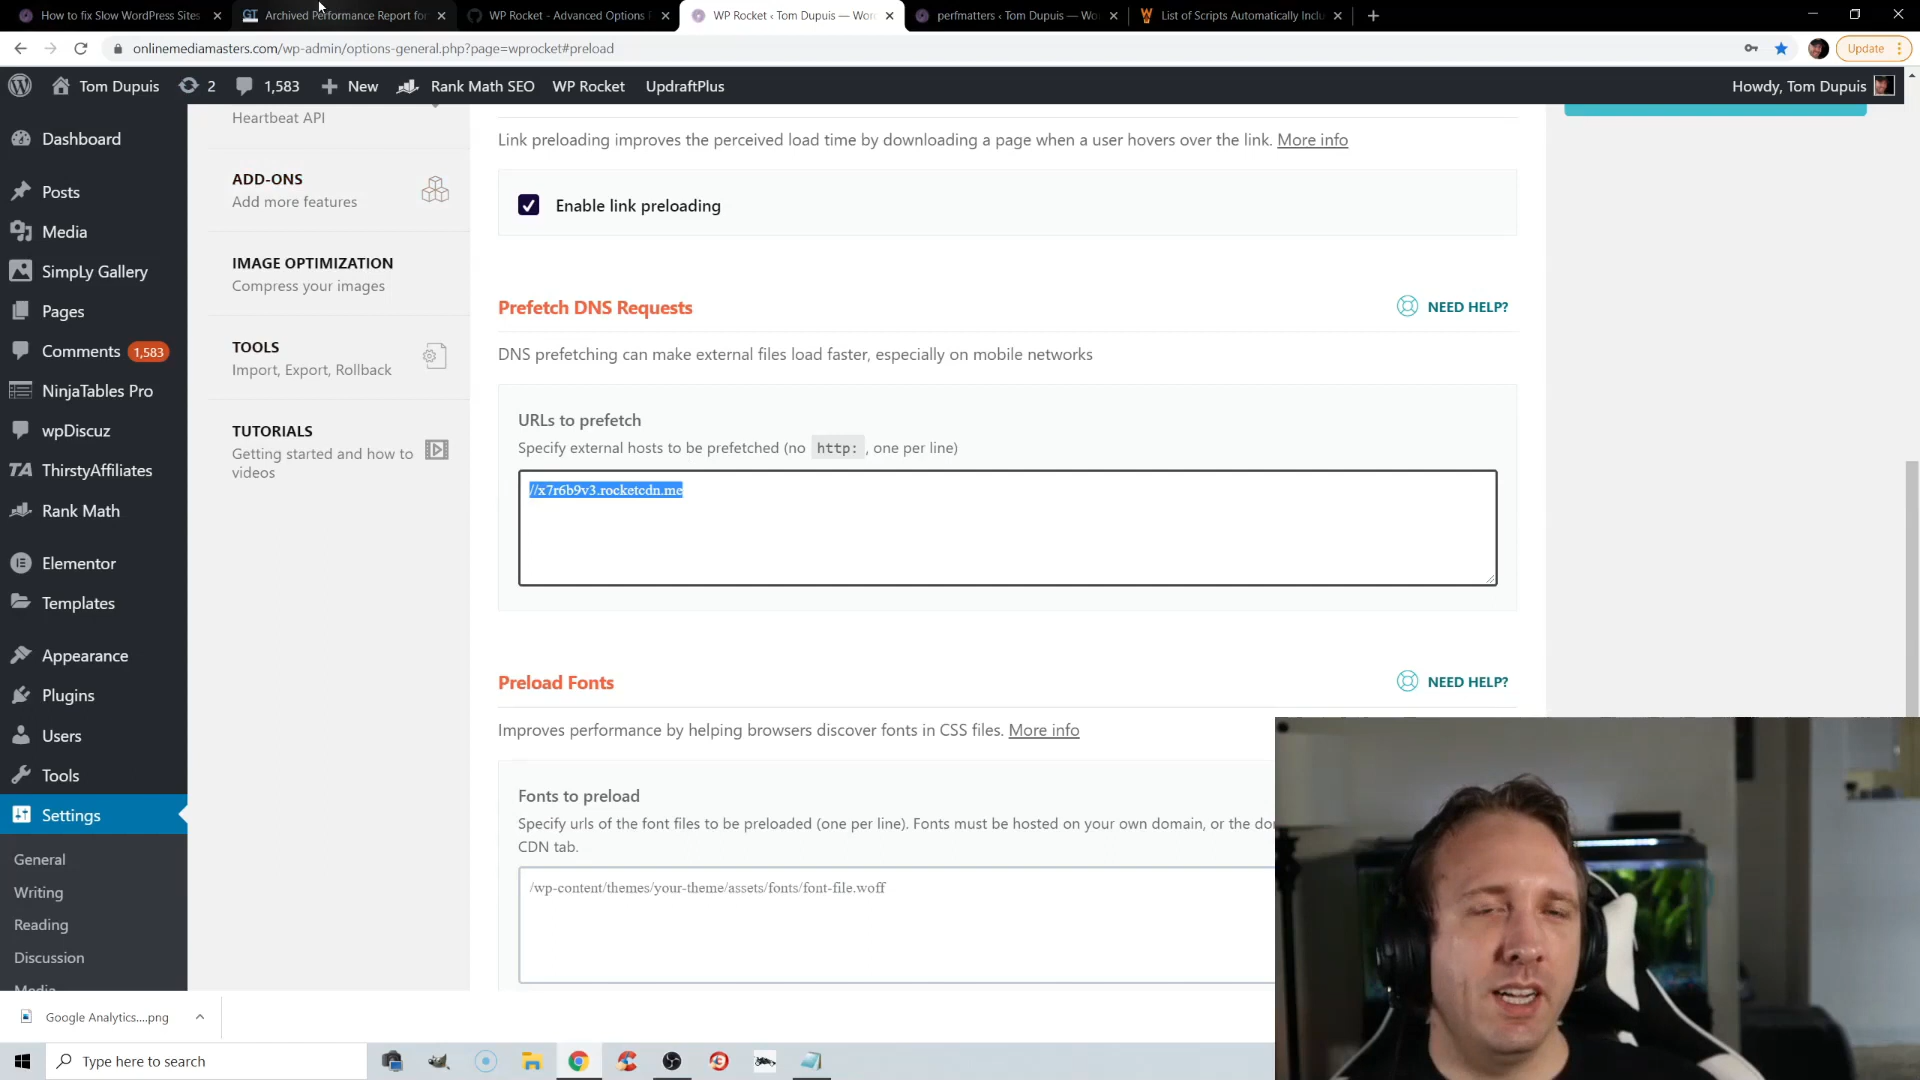 How to fix Slow WordPress Sites
Archived Performance Report for
WP Rocket - Advanced Options
WP Rocket ‹ Tom Dupuis — Wor
perfmatters ‹ Tom Dupuis — Wo
List of Scripts Automatically Inclu
onlinemediamasters.com/wp-admin/options-general.php?page=wprocket#preload
Update
Tom Dupuis
2
1,583
New
Rank Math SEO
WP Rocket
UpdraftPlus
Howdy, Tom Dupuis
Dashboard
Posts
Media
SimpLy Gallery
Pages
Comments 1,583
NinjaTables Pro
wpDiscuz
ThirstyAffiliates
Rank Math
Elementor
Templates
Appearance
Plugins
Users
Tools
Settings
General
Writing
Reading
Discussion
Media
Heartbeat API
ADD-ONS
Add more features
IMAGE OPTIMIZATION
Compress your images
TOOLS
Import, Export, Rollback
TUTORIALS
Getting started and how to
videos
Link preloading improves the perceived load time by downloading a page when a user hovers over the link. More info
Enable link preloading
Prefetch DNS Requests
NEED HELP?
DNS prefetching can make external files load faster, especially on mobile networks
URLs to prefetch
Specify external hosts to be prefetched (no http: , one per line)
//x7r6b9v3.rocketcdn.me
Preload Fonts
NEED HELP?
Improves performance by helping browsers discover fonts in CSS files. More info
Fonts to preload
Specify urls of the font files to be preloaded (one per line). Fonts must be hosted on your own domain, or the do
CDN tab.
/wp-content/themes/your-theme/assets/fonts/font-file.woff
Google Analytics....png
Type here to search